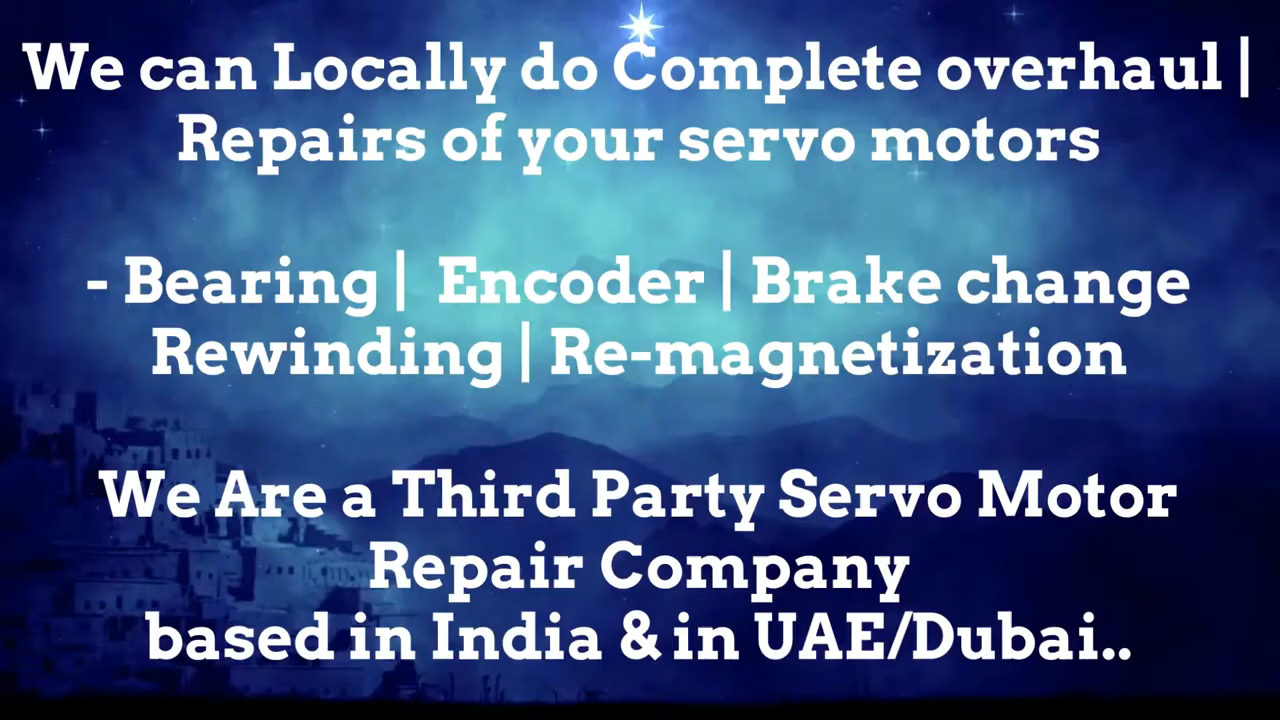 We can Locally do Complete overhaul |
Repairs of your servo motors
- Bearing | Encoder | Brake change
Rewinding | Re-magnetization
We Are a Third Party Servo Motor
Repair Company
based in India & in UAE/Dubai..